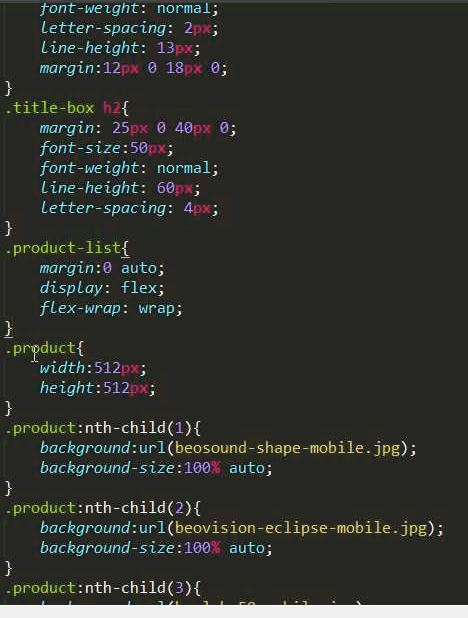 font-weight: normal;
letter-spacing: 2px;
line-height: 13px;
margin:12px 0 18px 0;
}
.title-box h2{
margin: 25px 0 40px 0;
font-size:50px;
font-weight: normal;
line-height: 60px;
letter-spacing: 4px;
}
.product-list{
margin:0 auto;
display: flex;
flex-wrap: wrap;
}
.product{
width:512px;
height:512px;
}
.product:nth-child(1){
background:url(beosound-shape-mobile.jpg);
background-size:100% auto;
}
.product:nth-child(2){
background:url(beovision-eclipse-mobile.jpg);
background-size:100% auto;
}
.product:nth-child(3){